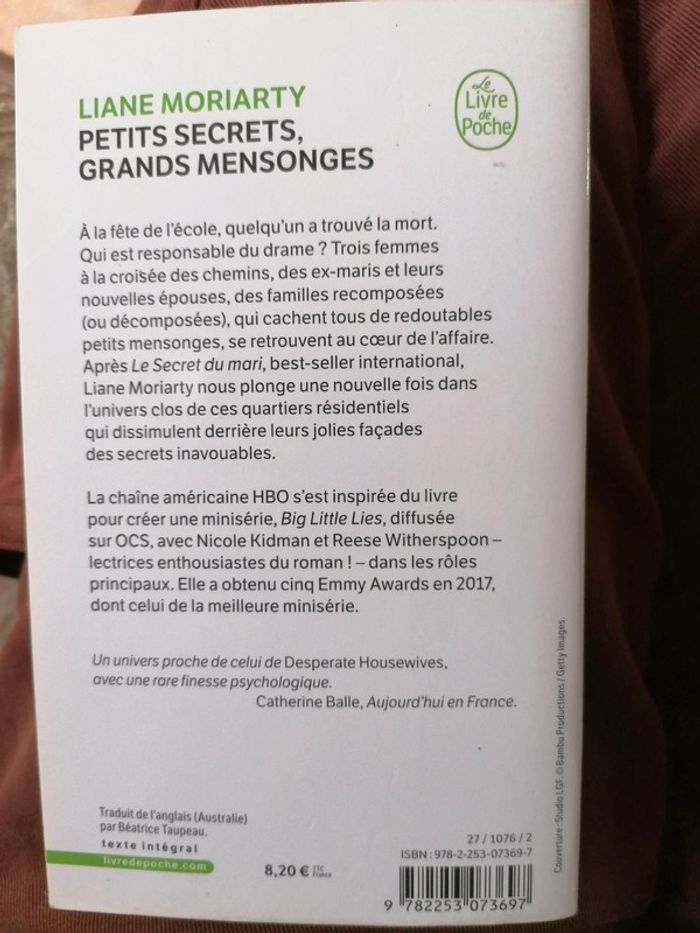 LIANE MORIARTY
PETITS SECRETS,
GRANDS MENSONGES
Le
Livre
de
Poche
À la fête de l'école, quelqu'un a trouvé la mort.
Qui est responsable du drame ? Trois femmes
à la croisée des chemins, des ex-maris et leurs
nouvelles épouses, des familles recomposées
(ou décomposées), qui cachent tous de redoutables
petits mensonges, se retrouvent au cœur de l'affaire.
Après Le Secret du mari, best-seller international,
Liane Moriarty nous plonge une nouvelle fois dans
l'univers clos de ces quartiers résidentiels
qui dissimulent derrière leurs jolies façades
des secrets inavouables.
La chaîne américaine HBO s'est inspirée du livre
pour créer une minisérie, Big Little Lies, diffusée
sur OCS, avec Nicole Kidman et Reese Witherspoon –
lectrices enthousiastes du roman ! – dans les rôles
principaux. Elle a obtenu cinq Emmy Awards en 2017,
dont celui de la meilleure minisérie.
Un univers proche de celui de Desperate Housewives,
avec une rare finesse psychologique.
Catherine Balle, Aujourd'hui en France.
Traduit de l'anglais (Australie)
par Béatrice Taupeau.
texte intégral
livredepoche.com
8,20 € TTC
France
27 / 1076 / 2
ISBN : 978-2-253-07369-7
9 782253 073697
Couverture : Studio LGF. © Bambu Productions / Getty Images.